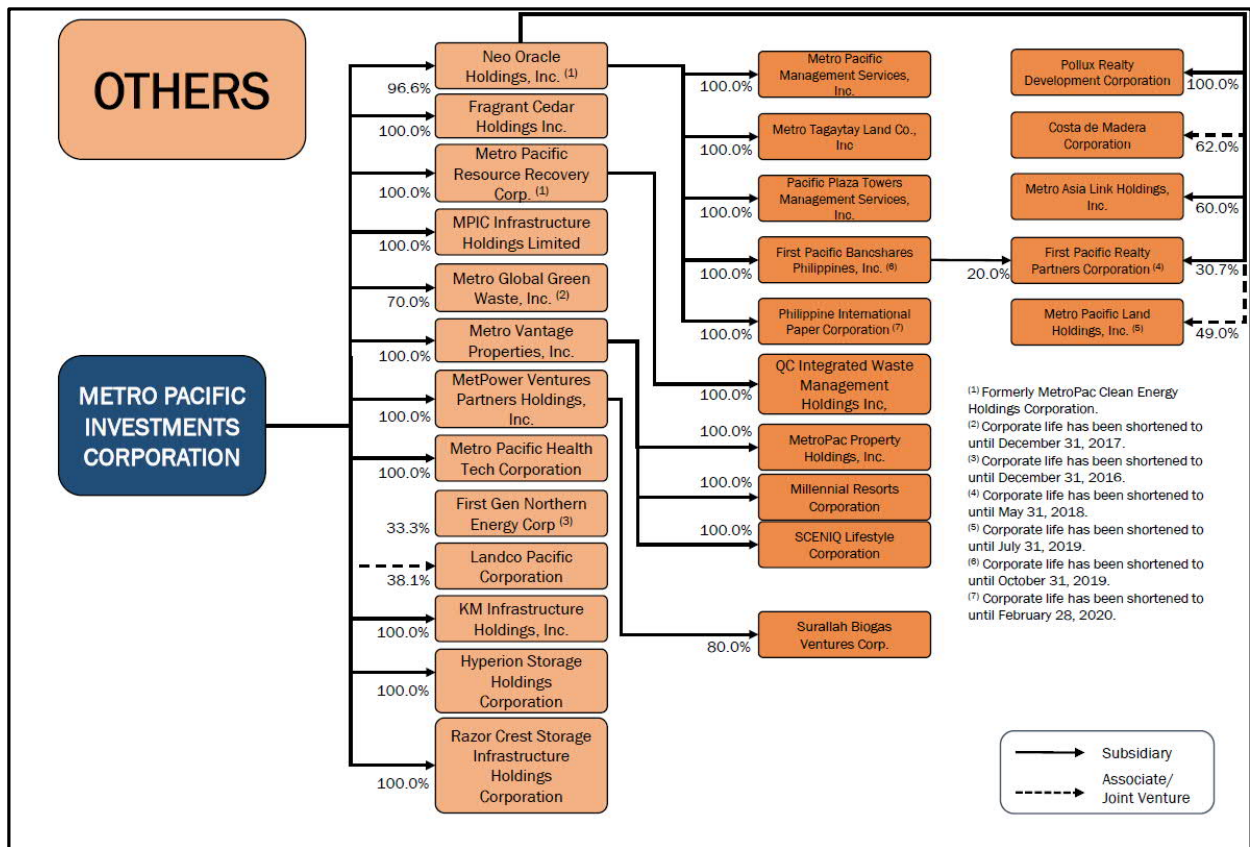 OTHERS
METRO PACIFIC
INVESTMENTS
CORPORATION
Neo Oracle
Holdings, Inc. (1)
96.6%
Fragrant Cedar
Holdings Inc.
100.0%
Metro Pacific
Resource Recovery
Corp. (1)
100.0%
MPIC Infrastructure
Holdings Limited
100.0%
Metro Global Green
Waste, Inc. (2)
70.0%
Metro Vantage
Properties, Inc.
100.0%
MetPower Ventures
Partners Holdings,
Inc.
100.0%
Metro Pacific Health
Tech Corporation
100.0%
First Gen Northern
Energy Corp (3)
33.3%
Landco Pacific
Corporation
38.1%
KM Infrastructure
Holdings, Inc.
100.0%
Hyperion Storage
Holdings
Corporation
100.0%
Razor Crest Storage
Infrastructure
Holdings
Corporation
100.0%
Metro Pacific
Management Services,
Inc.
100.0%
Metro Tagaytay Land Co.,
Inc
100.0%
Pacific Plaza Towers
Management Services,
Inc.
100.0%
First Pacific Bancshares
Philippines, Inc. (6)
100.0%
Philippine International
Paper Corporation (7)
100.0%
QC Integrated Waste
Management
Holdings Inc,
100.0%
MetroPac Property
Holdings, Inc.
100.0%
Millennial Resorts
Corporation
100.0%
SCENIQ Lifestyle
Corporation
100.0%
Surallah Biogas
Ventures Corp.
80.0%
Pollux Realty
Development Corporation
100.0%
Costa de Madera
Corporation
62.0%
Metro Asia Link Holdings,
Inc.
60.0%
First Pacific Realty
Partners Corporation (4)
20.0%
30.7%
Metro Pacific Land
Holdings, Inc. (5)
49.0%
(1) Formerly MetroPac Clean Energy
Holdings Corporation.
(2) Corporate life has been shortened to
until December 31, 2017.
(3) Corporate life has been shortened to
until December 31, 2016.
(4) Corporate life has been shortened to
until May 31, 2018.
(5) Corporate life has been shortened to
until July 31, 2019.
(6) Corporate life has been shortened to
until October 31, 2019.
(7) Corporate life has been shortened to
until February 28, 2020.
Subsidiary
Associate/
Joint Venture